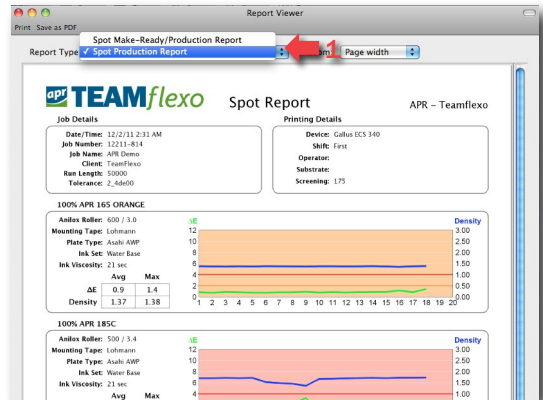 Report Viewer
Print Save as PDF
Spot Make-Ready/Production Report
Report Type ✓ Spot Production Report 1 om: Page width
apr TEAMflexo Spot Report APR - Teamflexo
Job Details Printing Details
Date/Time: 12/2/11 2:31 AM Device: Gallus ECS 340
Job Number: 12211-814 Shift: First
Job Name: APR Demo Operator:
Client: TeamFlexo Substrate:
Run Length: 50000 Screening: 175
Tolerance: 2_4de00
100% APR 165 ORANGE
Anilox Roller: 600 / 3.0 ΔE Density
Mounting Tape: Lohmann 12 3.00
Plate Type: Asahi AWP 10 2.50
Ink Set: Water Base 8 2.00
Ink Viscosity: 21 sec 6 1.50
Avg Max 4 1.00
ΔE 0.9 1.4 2 0.50
Density 1.37 1.38 0 0.00
1 2 3 4 5 6 7 8 9 10 11 12 13 14 15 16 17 18 19 20
100% APR 185C
Anilox Roller: 500 / 3.4 ΔE Density
Mounting Tape: Lohmann 12 3.00
Plate Type: Asahi AWP 10 2.50
Ink Set: Water Base 8 2.00
Ink Viscosity: 21 sec 6 1.50
Avg Max 4 1.00